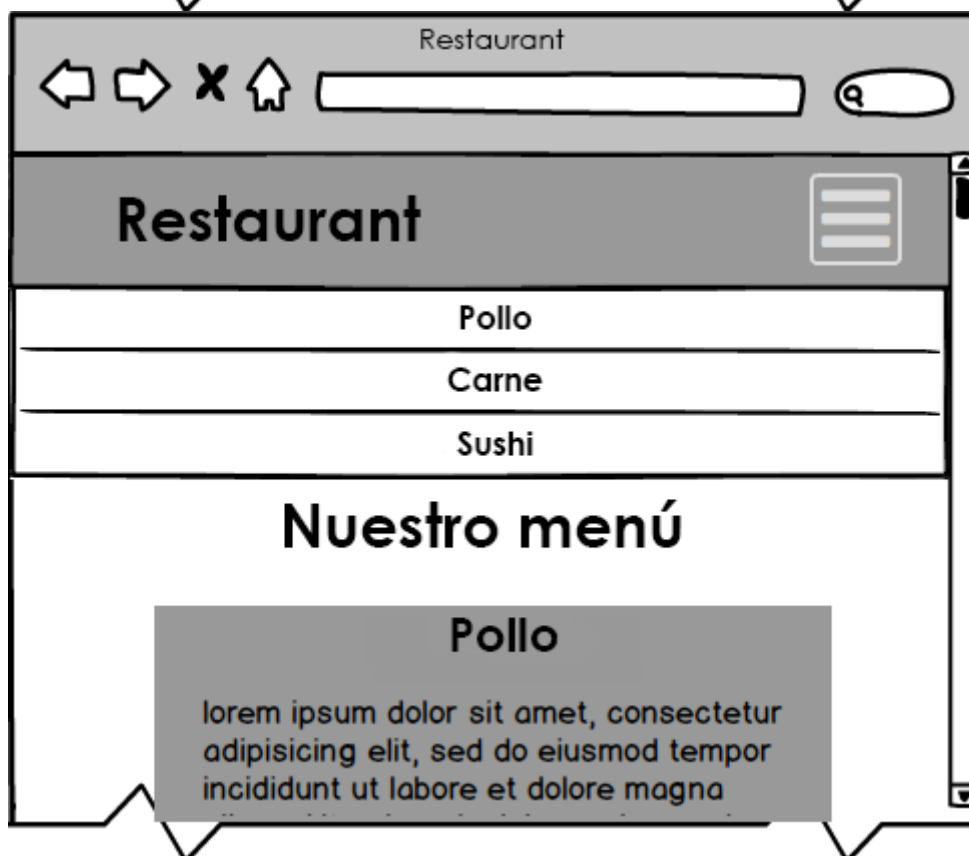 Restaurant
Restaurant
Pollo
Carne
Sushi
Nuestro menú
Pollo
lorem ipsum dolor sit amet, consectetur
adipisicing elit, sed do eiusmod tempor
incididunt ut labore et dolore magna